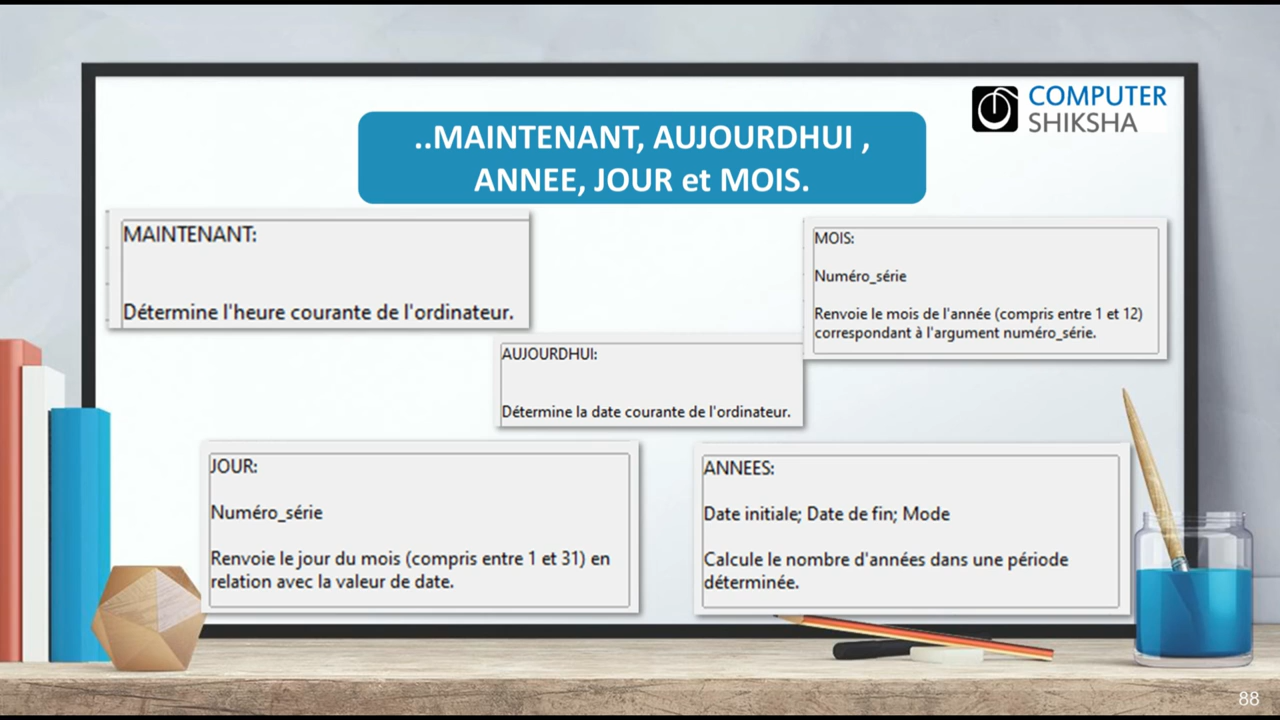 COMPUTER
SHIKSHA
..MAINTENANT, AUJOURDHUI ,
ANNEE, JOUR et MOIS.
MAINTENANT:
Détermine l'heure courante de l'ordinateur.
MOIS:
Numéro_série
Renvoie le mois de l'année (compris entre 1 et 12)
correspondant à l'argument numéro_série.
AUJOURDHUI:
Détermine la date courante de l'ordinateur.
JOUR:
Numéro_série
Renvoie le jour du mois (compris entre 1 et 31) en
relation avec la valeur de date.
ANNEES:
Date initiale; Date de fin; Mode
Calcule le nombre d'années dans une période
déterminée.
88